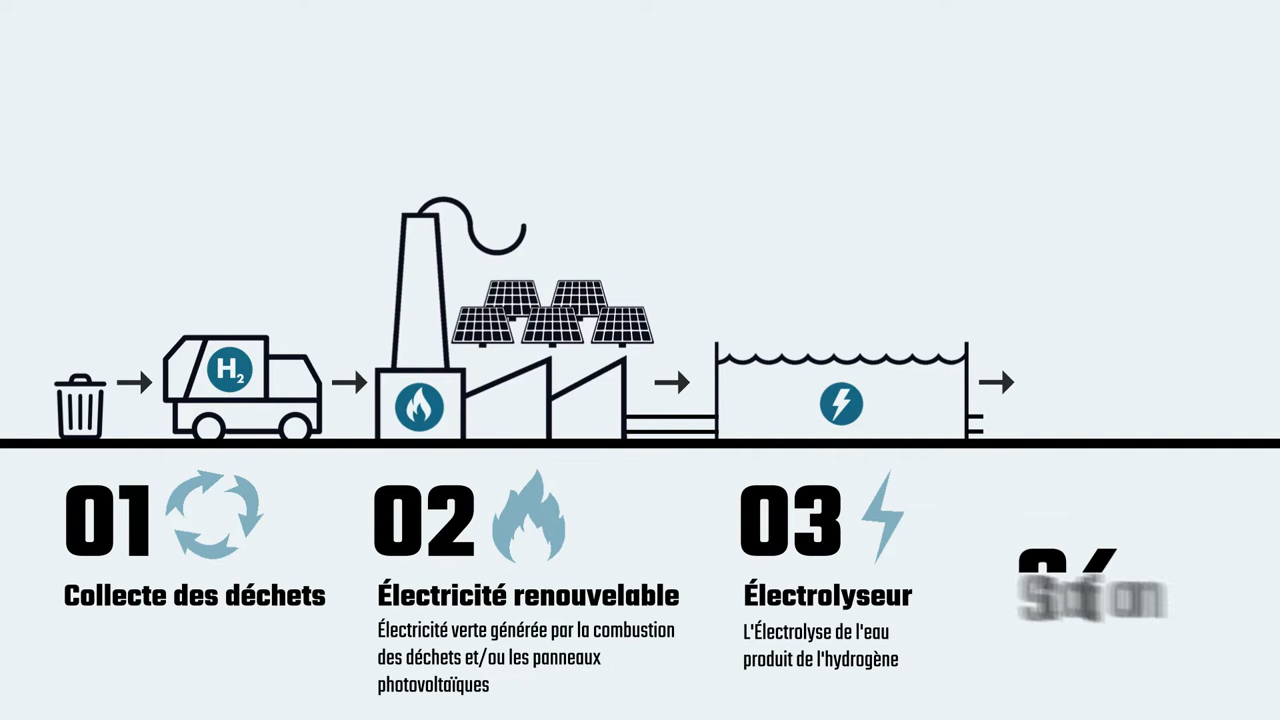 H₂
01
Collecte des déchets
02
Électricité renouvelable
Électricité verte générée par la combustion
des déchets et/ou les panneaux
photovoltaïques
03
Électrolyseur
L'Électrolyse de l'eau
produit de l'hydrogène